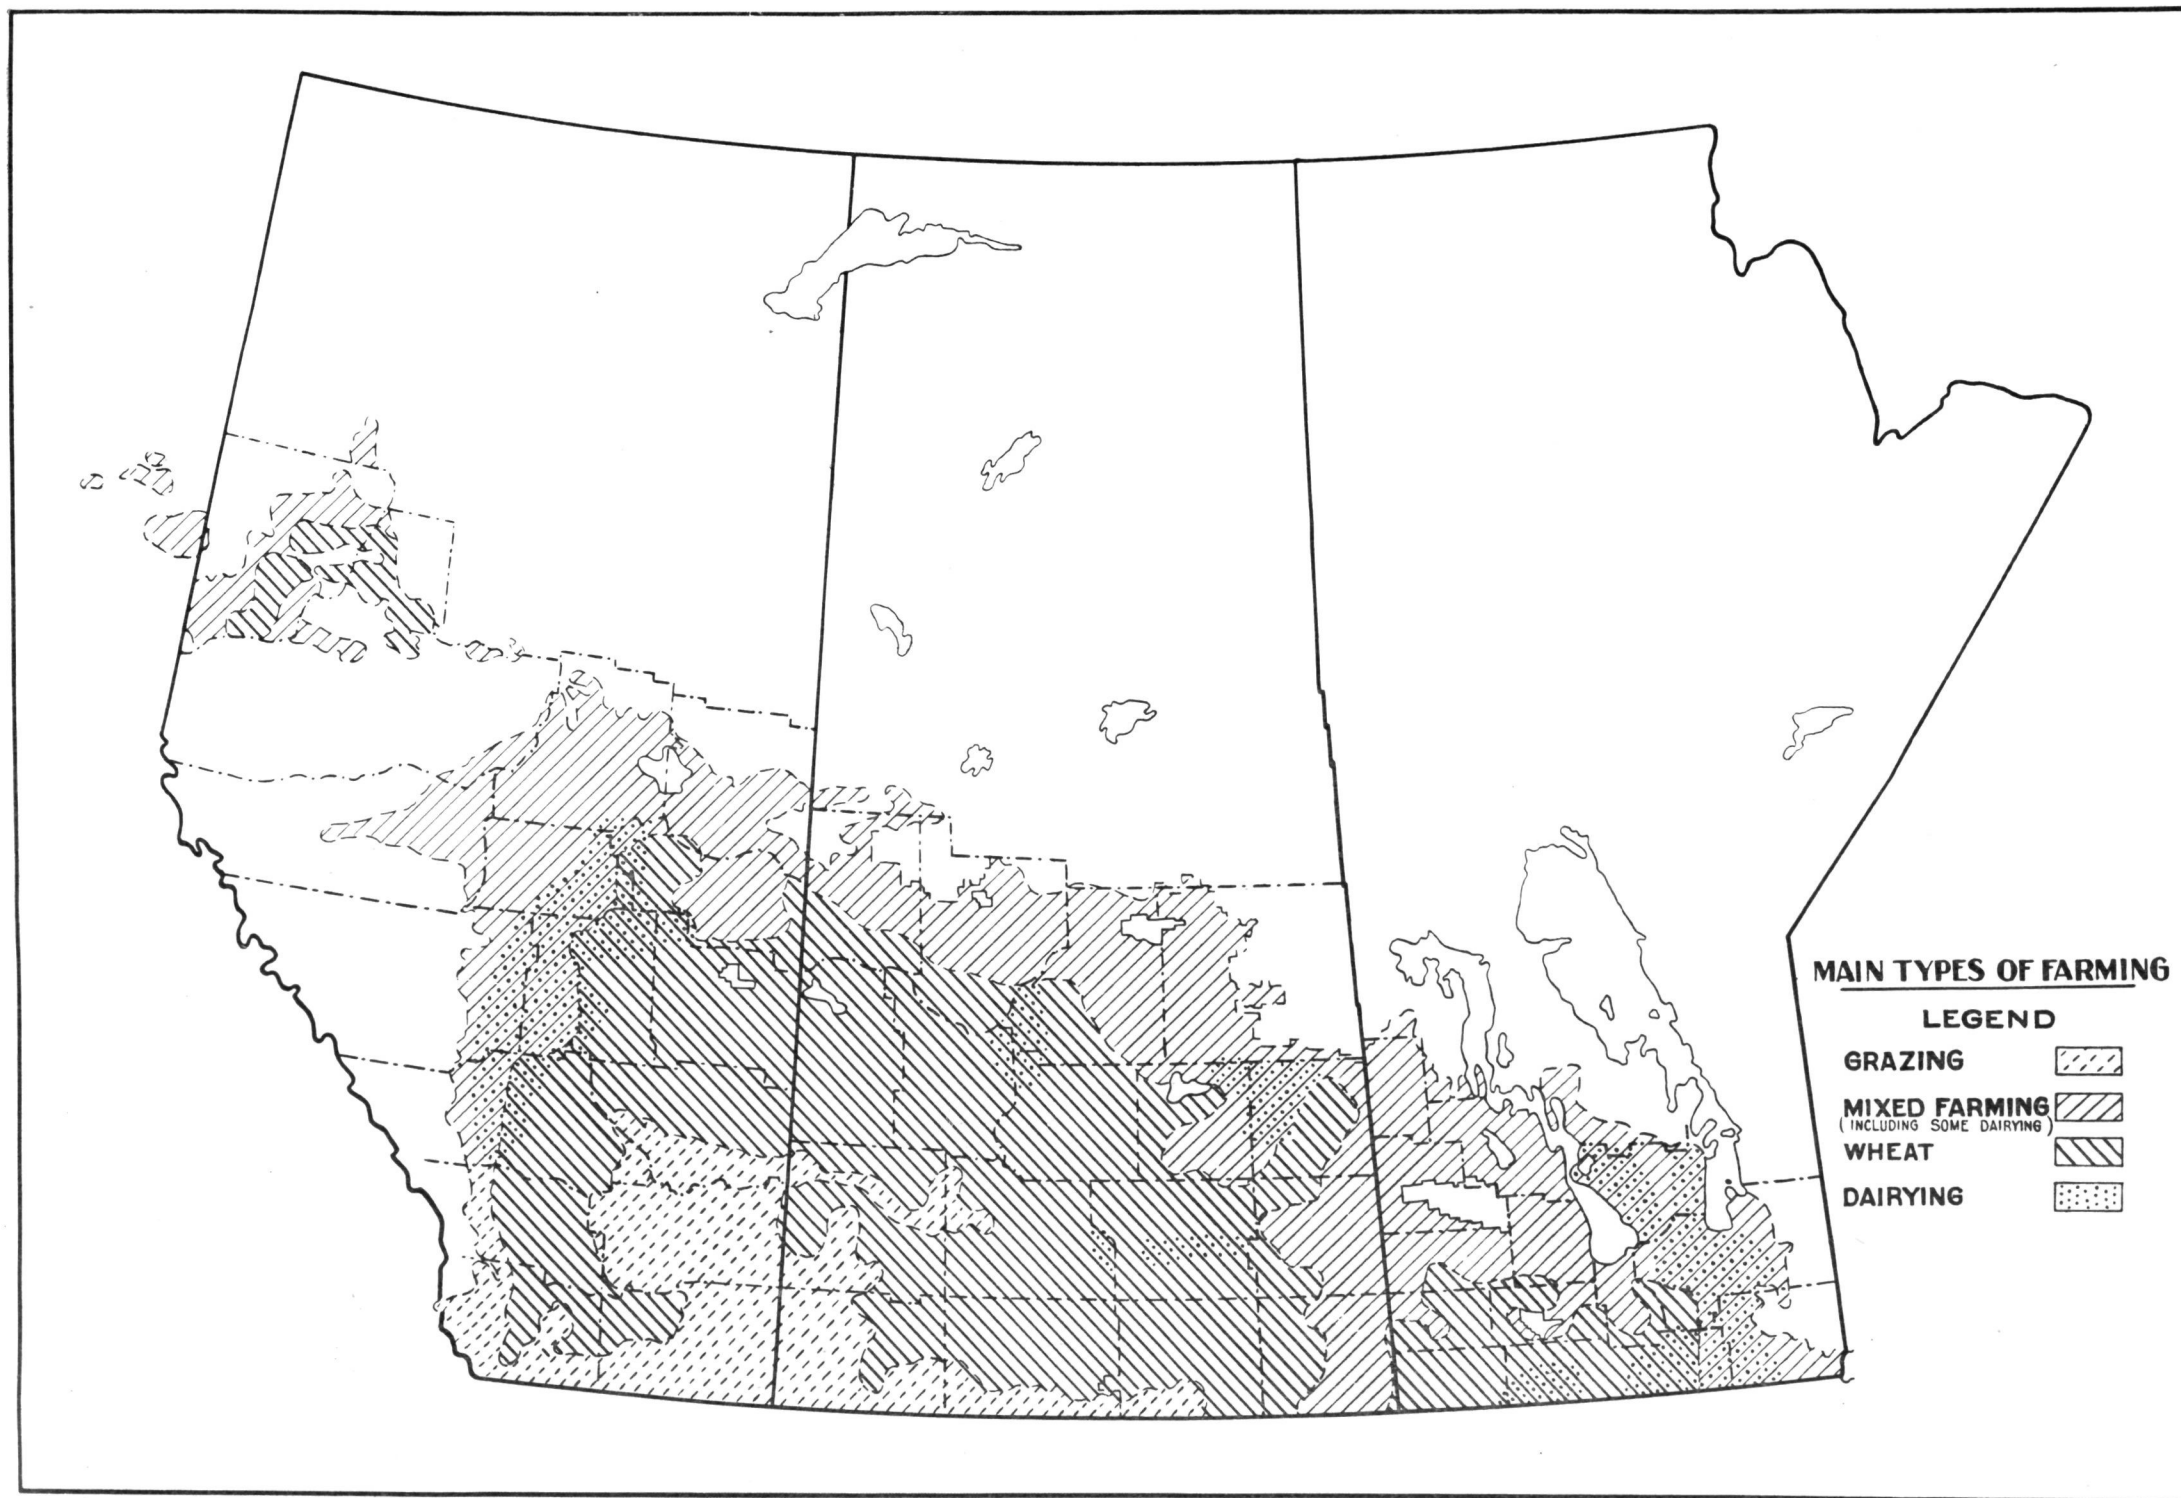 MAIN TYPES OF FARMING
LEGEND
GRAZING
MIXED FARMING
(INCLUDING SOME DAIRYING)
WHEAT
DAIRYING